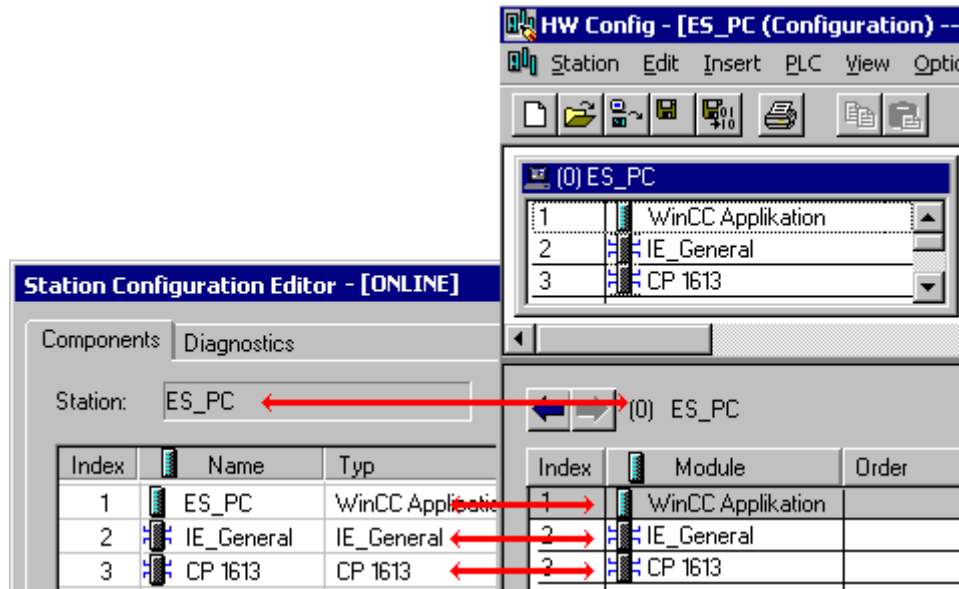 HW Config - [ES_PC (Configuration) --
Station Edit Insert PLC View Optio
(0) ES_PC
1 WinCC Applikation
2 IE_General
3 CP 1613
Station Configuration Editor - [ONLINE]
Components Diagnostics
Station: ES_PC
(0) ES_PC
Index Name Typ
1 ES_PC WinCC Applicatio
2 IE_General IE_General
3 CP 1613 CP 1613
Index Module Order
1 WinCC Applikation
2 IE_General
3 CP 1613